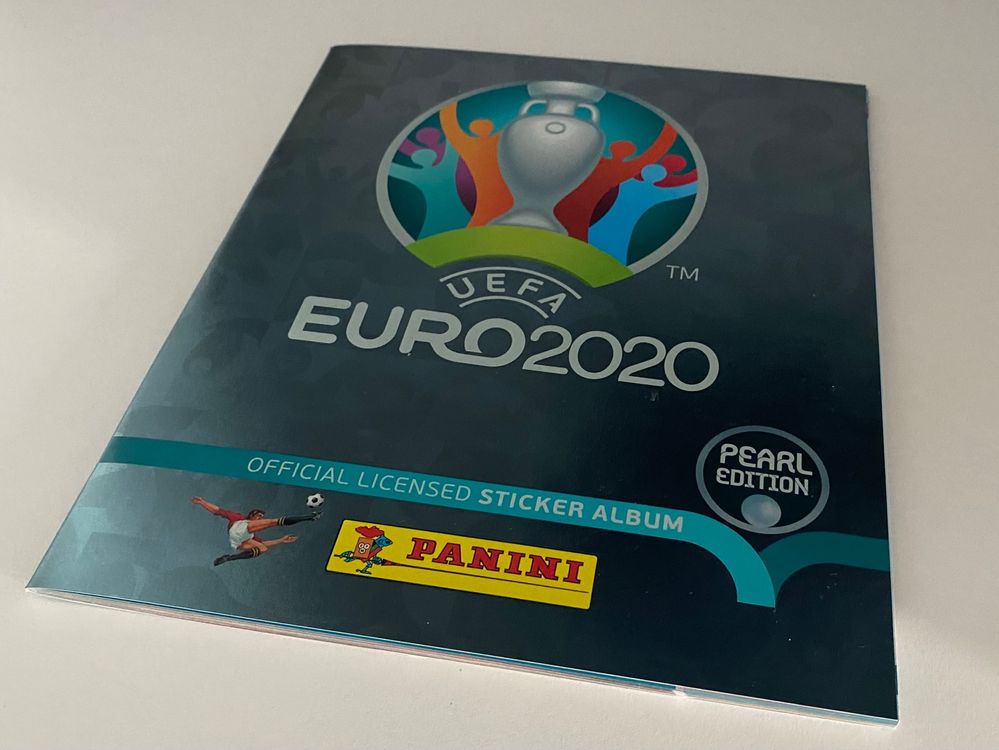 TM
UEFA
EURO2020
PEARL
EDITION
OFFICIAL LICENSED STICKER ALBUM
PANINI